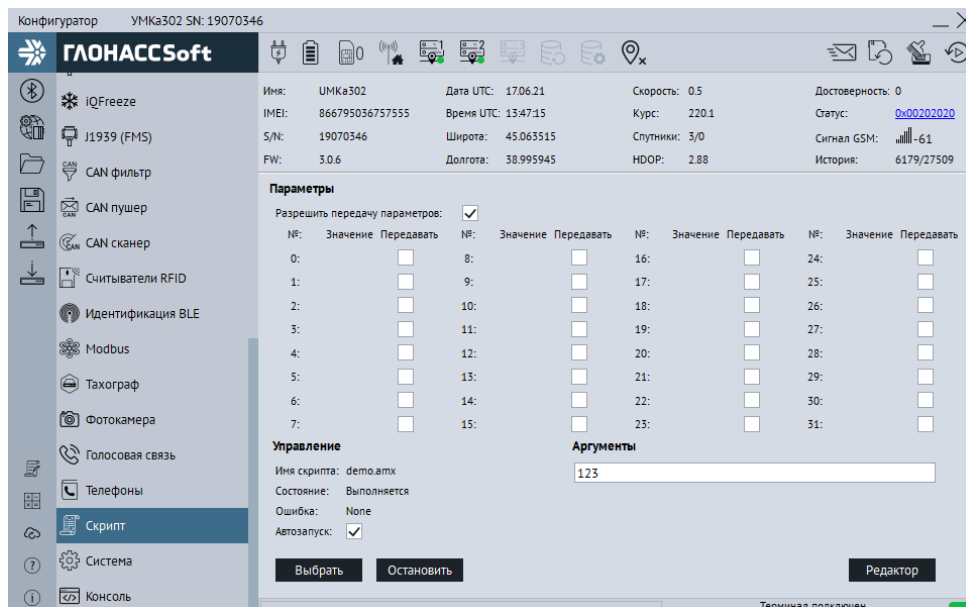 Конфигуратор УМКа302 SN: 19070346
ГЛОНАССSoft
0
1
2
iQFreeze
J1939 (FMS)
CAN фильтр
CAN пушер
CAN сканер
Считыватели RFID
Идентификация BLE
Modbus
Тахограф
Фотокамера
Голосовая связь
Телефоны
Скрипт
Система
Консоль
Имя: UMKa302 Дата UTC: 17.06.21 Скорость: 0.5 Достоверность: 0
IMEI: 866795036757555 Время UTC: 13:47:15 Курс: 220.1 Статус: 0x00202020
S/N: 19070346 Широта: 45.063515 Спутники: 3/0 Сигнал GSM: -61
FW: 3.0.6 Долгота: 38.995945 HDOP: 2.88 История: 6179/27509
Параметры
Разрешить передачу параметров:
№: Значение Передавать №: Значение Передавать №: Значение Передавать №: Значение Передавать
0: 8: 16: 24:
1: 9: 17: 25:
2: 10: 18: 26:
3: 11: 19: 27:
4: 12: 20: 28:
5: 13: 21: 29:
6: 14: 22: 30:
7: 15: 23: 31:
Управление Аргументы
Имя скрипта: demo.amx 123
Состояние: Выполняется
Ошибка: None
Автозапуск:
Выбрать Остановить Редактор
Терминал подключен